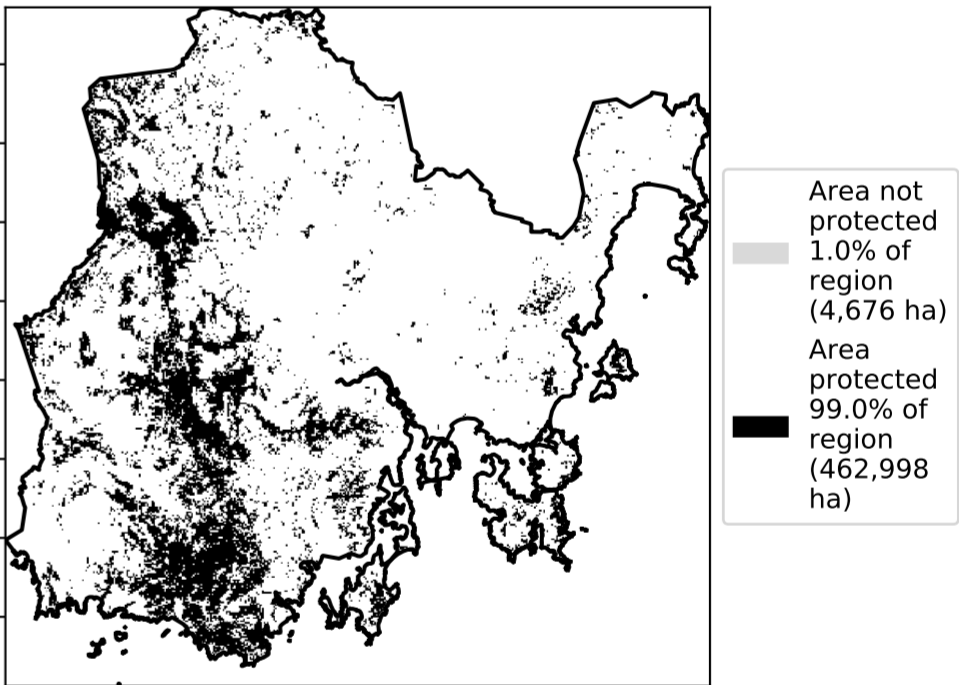 Area not
protected
1.0% of
region
(4,676 ha)
Area
protected
99.0% of
region
(462,998
ha)